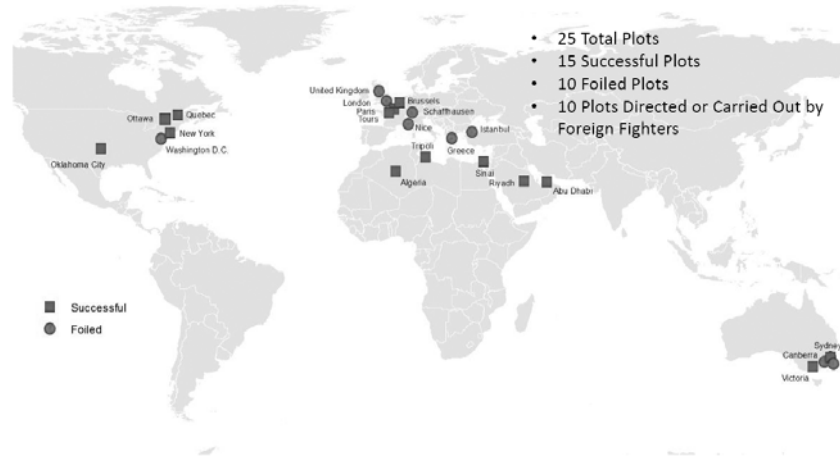 • 25 Total Plots
• 15 Successful Plots
• 10 Foiled Plots
• 10 Plots Directed or Carried Out by
Foreign Fighters
United Kingdom
London
Brussels
Paris
Schaffhausen
Tours
Nice
Istanbul
Greece
Ottawa
Quebec
New York
Washington D.C.
Oklahoma City
Tripoli
Algeria
Sinai
Riyadh
Abu Dhabi
Successful
Foiled
Sydney
Canberra
Victoria